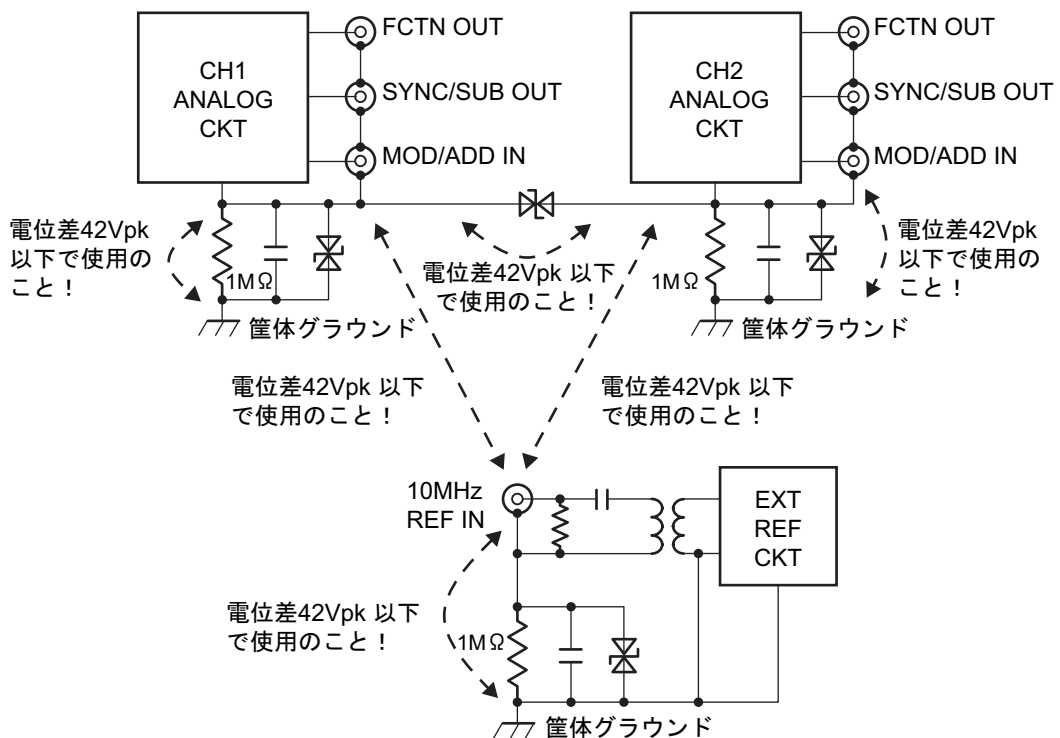 CH1
ANALOG
CKT
FCTN OUT
SYNC/SUB OUT
MOD/ADD IN
CH2
ANALOG
CKT
FCTN OUT
SYNC/SUB OUT
MOD/ADD IN
電位差42Vpk
以下で使用の
こと！
1MΩ
筐体グラウンド
電位差42Vpk 以下
で使用のこと！
1MΩ
筐体グラウンド
電位差42Vpk
以下で使用の
こと！
電位差42Vpk 以下
で使用のこと！
電位差42Vpk 以下
で使用のこと！
10MHz
REF IN
EXT
REF
CKT
電位差42Vpk 以下
で使用のこと！
1MΩ
筐体グラウンド